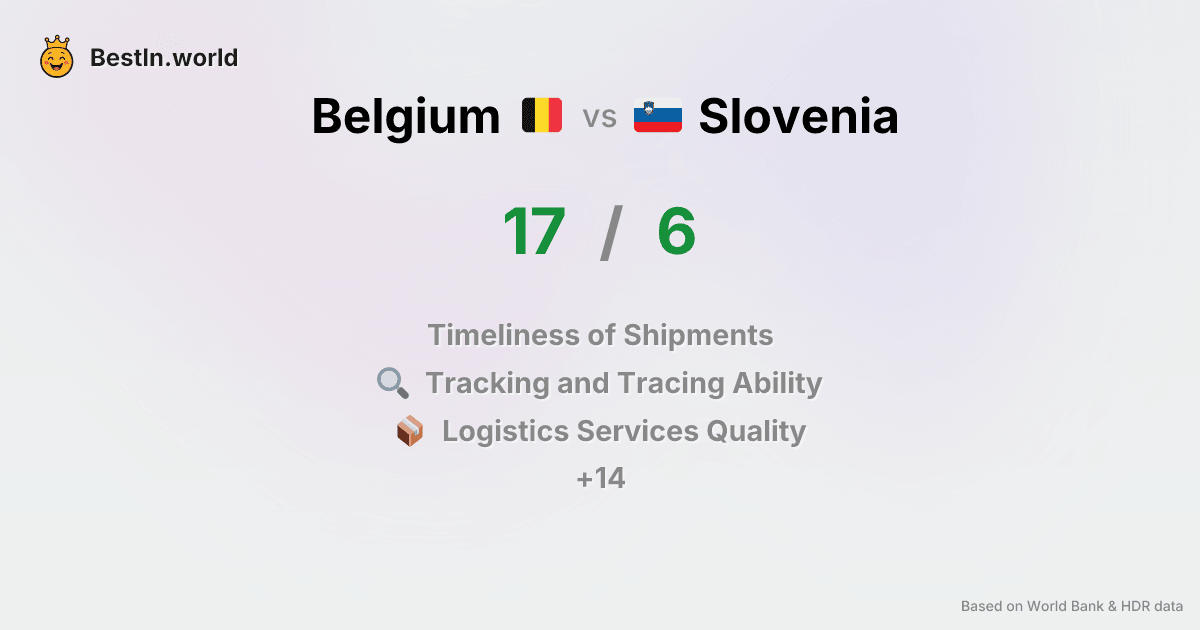 BestIn.world
Belgium vs Slovenia
17 / 6
Timeliness of Shipments
Tracking and Tracing Ability
Logistics Services Quality
+14
Based on World Bank & HDR data